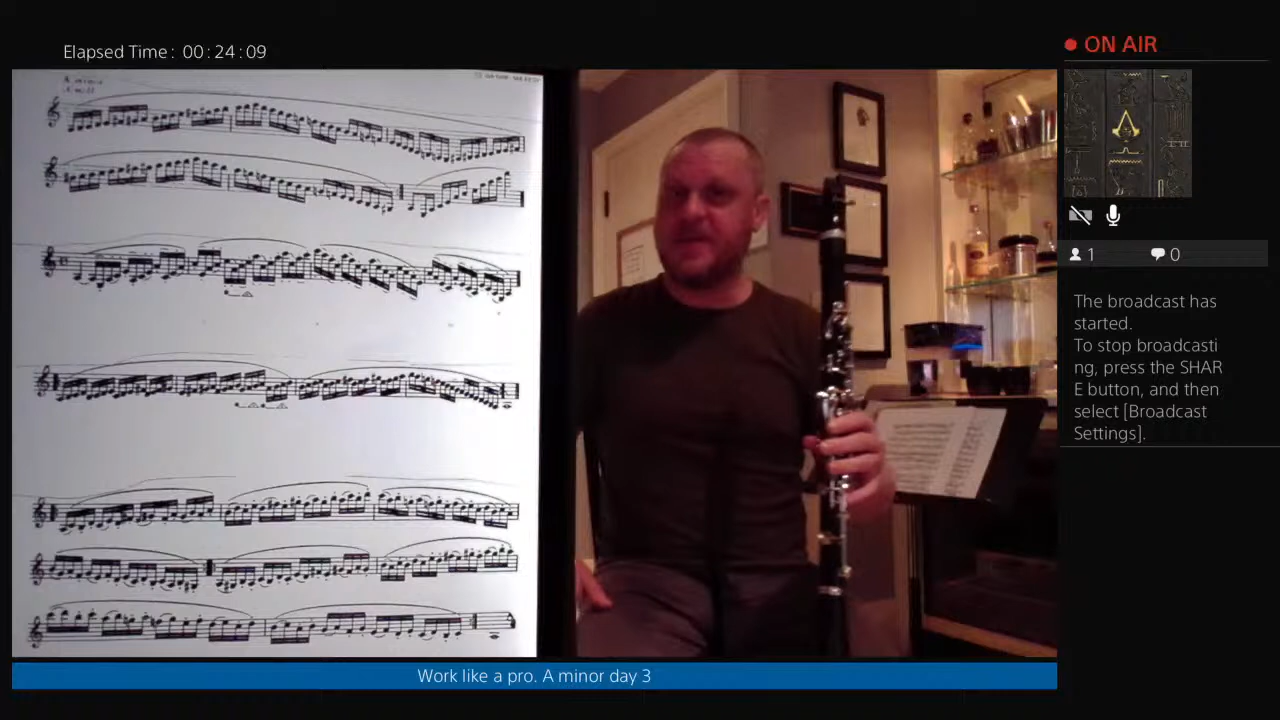 Elapsed Time: 00:24:09
ON AIR
1
0
The broadcast has
started.
To stop broadcasti
ng, press the SHAR
E button, and then
select [Broadcast
Settings].
Work like a pro. A minor day 3